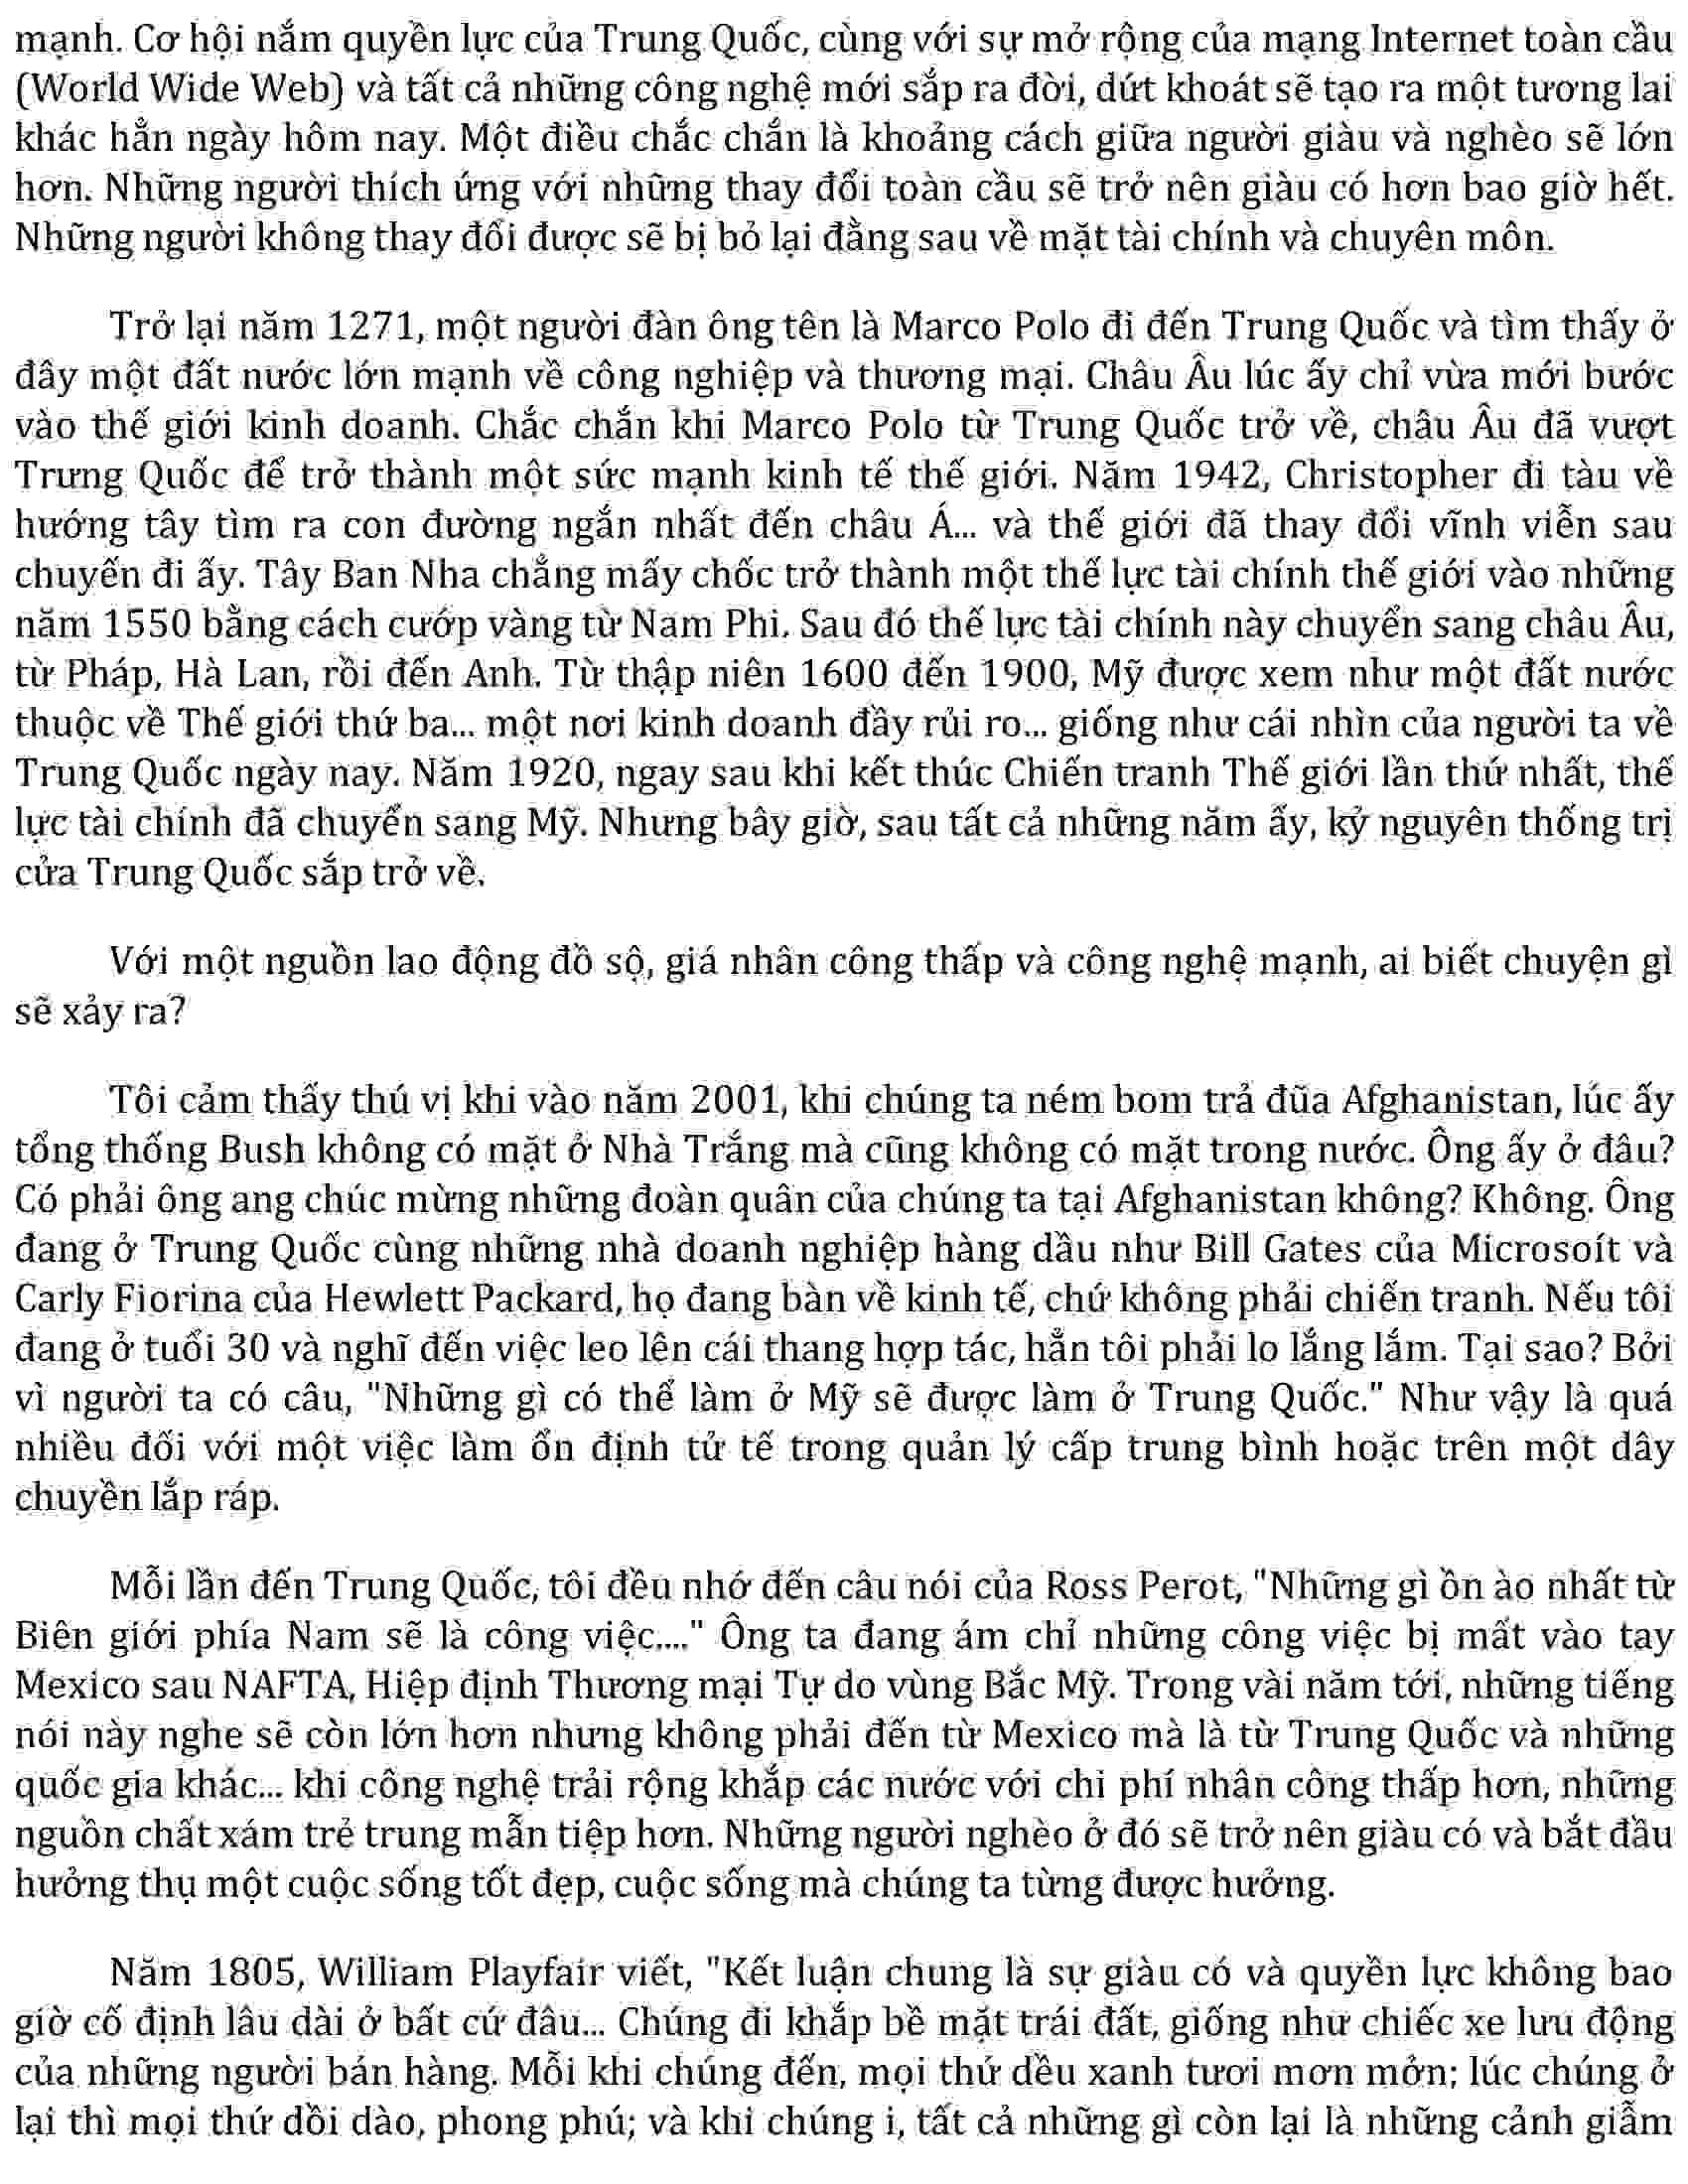 mạnh. Cơ hội nắm quyền lực của Trung Quốc, cùng với sự mở rộng của mạng Internet toàn cầu
(World Wide Web) và tất cả những công nghệ mới sắp ra đời, dứt khoát sẽ tạo ra một tương lai
khác hẳn ngày hôm nay. Một điều chắc chắn là khoảng cách giữa người giàu và nghèo sẽ lớn
hơn. Những người thích ứng với những thay đổi toàn cầu sẽ trở nên giàu có hơn bao giờ hết.
Những người không thay đổi được sẽ bị bỏ lại đằng sau về mặt tài chính và chuyên môn.
Trở lại năm 1271, một người đàn ông tên là Marco Polo đi đến Trung Quốc và tìm thấy ở
đây một đất nước lớn mạnh về công nghiệp và thương mại. Châu Âu lúc ấy chỉ vừa mới bước
vào thế giới kinh doanh. Chắc chắn khi Marco Polo từ Trung Quốc trở về, châu Âu đã vượt
Trưng Quốc để trở thành một sức mạnh kinh tế thế giới. Năm 1942, Christopher đi tàu về
hướng tây tìm ra con đường ngắn nhất đến châu Á... và thế giới đã thay đổi vĩnh viễn sau
chuyến đi ấy. Tây Ban Nha chẳng mấy chốc trở thành một thế lực tài chính thế giới vào những
năm 1550 bằng cách cướp vàng từ Nam Phi. Sau đó thế lực tài chính này chuyển sang châu Âu,
từ Pháp, Hà Lan, rồi đến Anh. Từ thập niên 1600 đến 1900, Mỹ được xem như một đất nước
thuộc về Thế giới thứ ba... một nơi kinh doanh đầy rủi ro... giống như cái nhìn của người ta về
Trung Quốc ngày nay. Năm 1920, ngay sau khi kết thúc Chiến tranh Thế giới lần thứ nhất, thế
lực tài chính đã chuyển sang Mỹ. Nhưng bây giờ, sau tất cả những năm ấy, kỷ nguyên thống trị
cửa Trung Quốc sắp trở về.
Với một nguồn lao động đồ sộ, giá nhân công thấp và công nghệ mạnh, ai biết chuyện gì
sẽ xảy ra?
Tôi cảm thấy thú vị khi vào năm 2001, khi chúng ta ném bom trả đũa Afghanistan, lúc ấy
tổng thống Bush không có mặt ở Nhà Trắng mà cũng không có mặt trong nước. Ông ấy ở đâu?
Có phải ông ang chúc mừng những đoàn quân của chúng ta tại Afghanistan không? Không. Ông
đang ở Trung Quốc cùng những nhà doanh nghiệp hàng dầu như Bill Gates của Microsoít và
Carly Fiorina của Hewlett Packard, họ đang bàn về kinh tế, chứ không phải chiến tranh. Nếu tôi
đang ở tuổi 30 và nghĩ đến việc leo lên cái thang hợp tác, hẳn tôi phải lo lắng lắm. Tại sao? Bởi
vì người ta có câu, "Những gì có thể làm ở Mỹ sẽ được làm ở Trung Quốc." Như vậy là quá
nhiều đối với một việc làm ổn định tử tế trong quản lý cấp trung bình hoặc trên một dây
chuyền lắp ráp.
Mỗi lần đến Trung Quốc, tôi đều nhớ đến câu nói của Ross Perot, "Những gì ồn ào nhất từ
Biên giới phía Nam sẽ là công việc...." Ông ta đang ám chỉ những công việc bị mất vào tay
Mexico sau NAFTA, Hiệp định Thương mại Tự do vùng Bắc Mỹ. Trong vài năm tới, những tiếng
nói này nghe sẽ còn lớn hơn nhưng không phải đến từ Mexico mà là từ Trung Quốc và những
quốc gia khác... khi công nghệ trải rộng khắp các nước với chi phí nhân công thấp hơn, những
nguồn chất xám trẻ trung mẫn tiệp hơn. Những người nghèo ở đó sẽ trở nên giàu có và bắt đầu
hưởng thụ một cuộc sống tốt đẹp, cuộc sống mà chúng ta từng được hưởng.
Năm 1805, William Playfair viết, "Kết luận chung là sự giàu có và quyền lực không bao
giờ cố định lâu dài ở bất cứ đâu... Chúng đi khắp bề mặt trái đất, giống như chiếc xe lưu động
của những người bán hàng. Mỗi khi chúng đến, mọi thứ dều xanh tươi mơn mởn; lúc chúng ở
lại thì mọi thứ dồi dào, phong phú; và khi chúng i, tất cả những gì còn lại là những cảnh giẫm